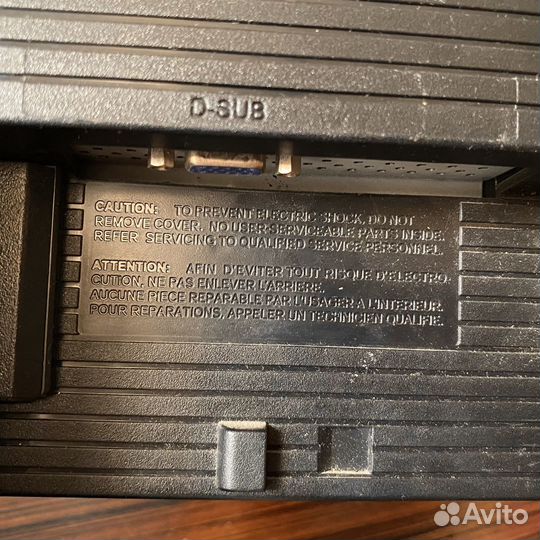 D-SUB
CAUTION: TO PREVENT ELECTRIC SHOCK, DO NOT
REMOVE COVER. NO USER-SERVICEABLE PARTS INSIDE.
REFER SERVICING TO QUALIFIED SERVICE PERSONNEL.
ATTENTION: AFIN D'EVITER TOUT RISQUE D'ELECTRO.
CUTION, NE PAS ENLEVER L'ARRIERE.
AUCUNE PIECE REPARABLE PAR L'USAGER A L'INTERIEUR.
POUR REPARATIONS, APPELER UN TECHNICIEN QUALIFIE.
Avito